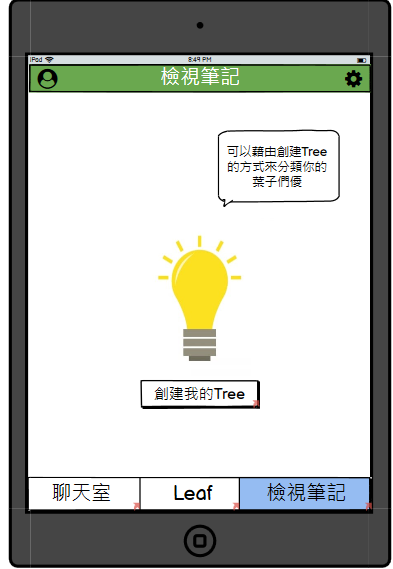 iPad 8:49 PM
檢視筆記
可以藉由創建Tree
的方式來分類你的
葉子們優
創建我的Tree
聊天室 Leaf 檢視筆記